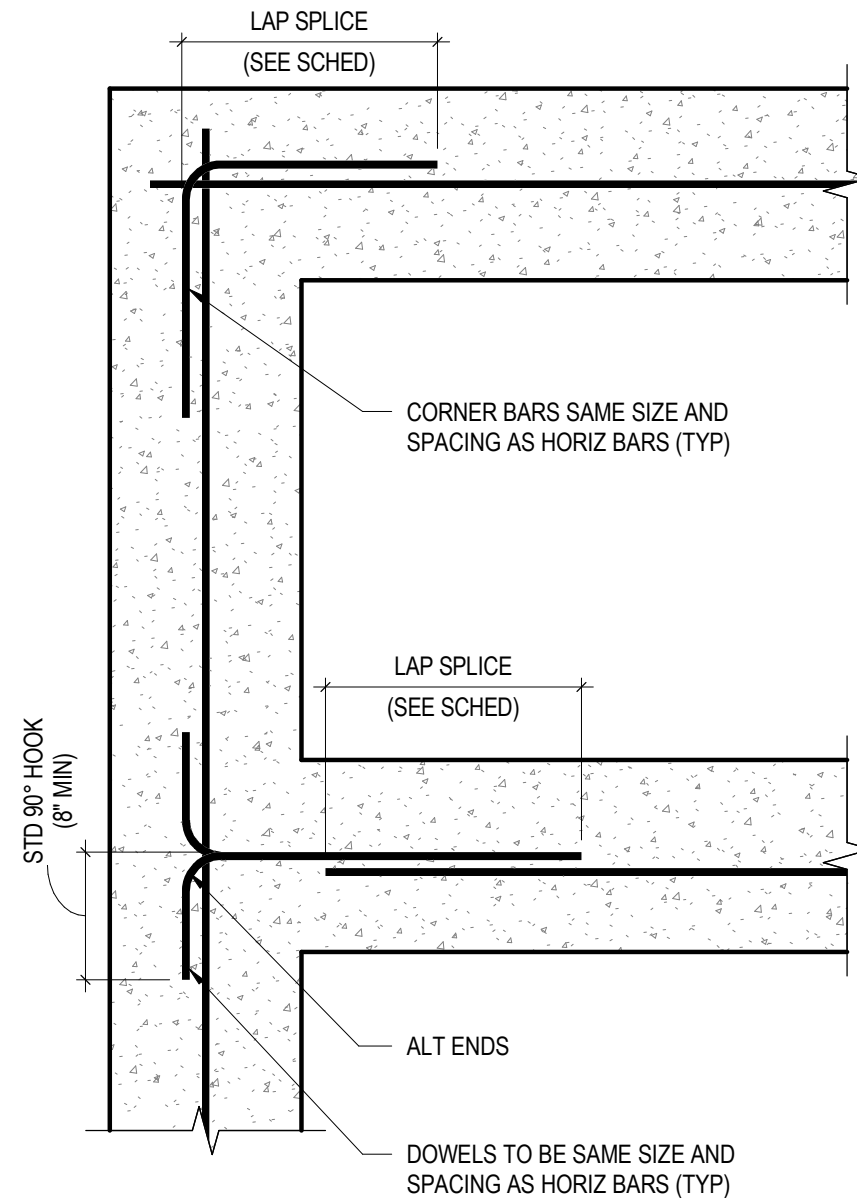 LAP SPLICE
(SEE SCHED)
CORNER BARS SAME SIZE AND
SPACING AS HORIZ BARS (TYP)
LAP SPLICE
(SEE SCHED)
STD 90° HOOK
(8" MIN)
ALT ENDS
DOWELS TO BE SAME SIZE AND
SPACING AS HORIZ BARS (TYP)